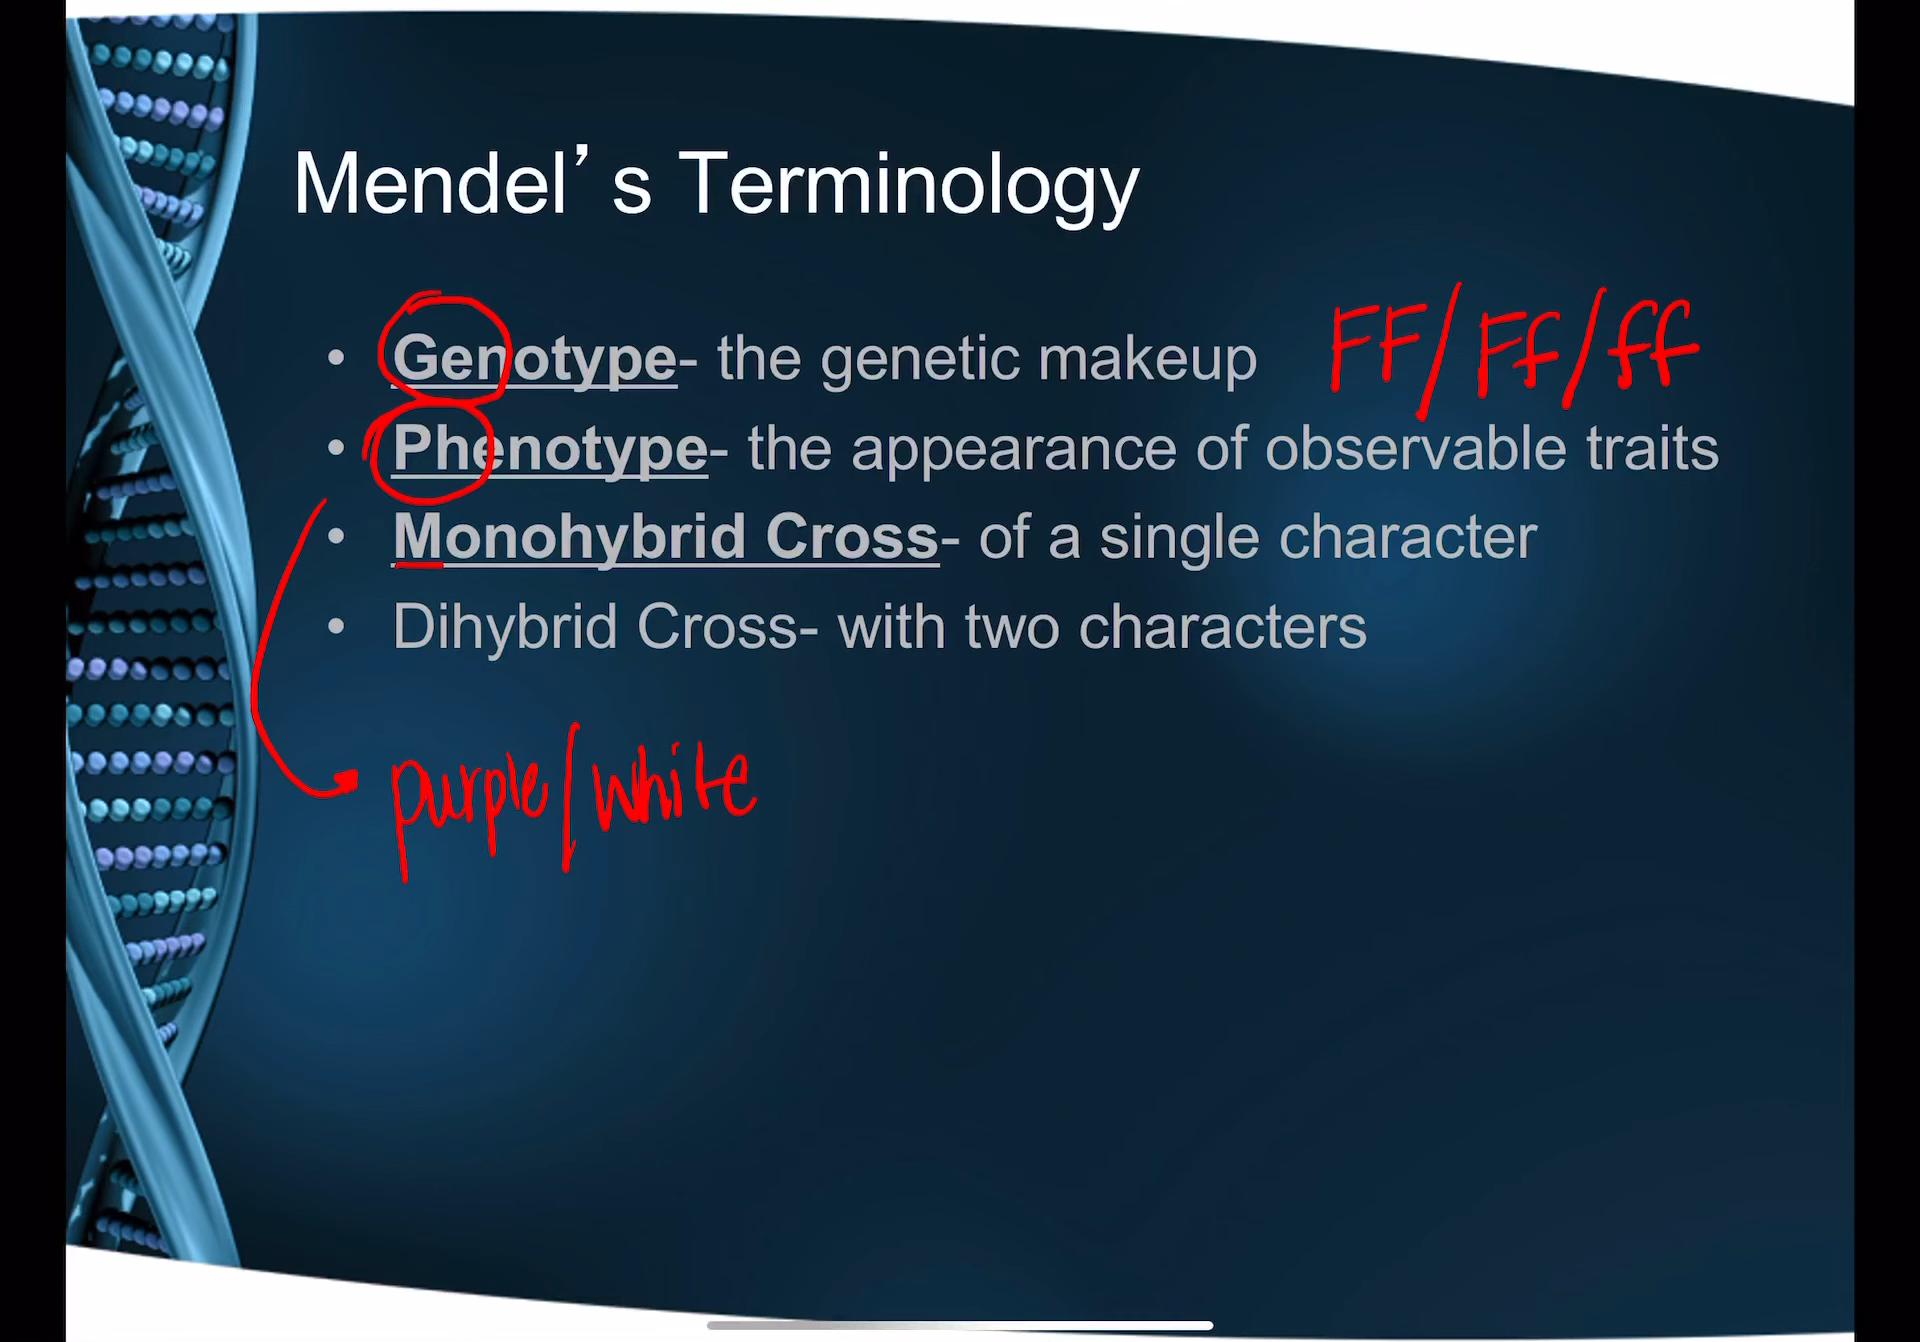 Mendel’s Terminology
• Genotype- the genetic makeup FF/Ff/ff
• Phenotype- the appearance of observable traits
• Monohybrid Cross- of a single character
• Dihybrid Cross- with two characters
purple/white